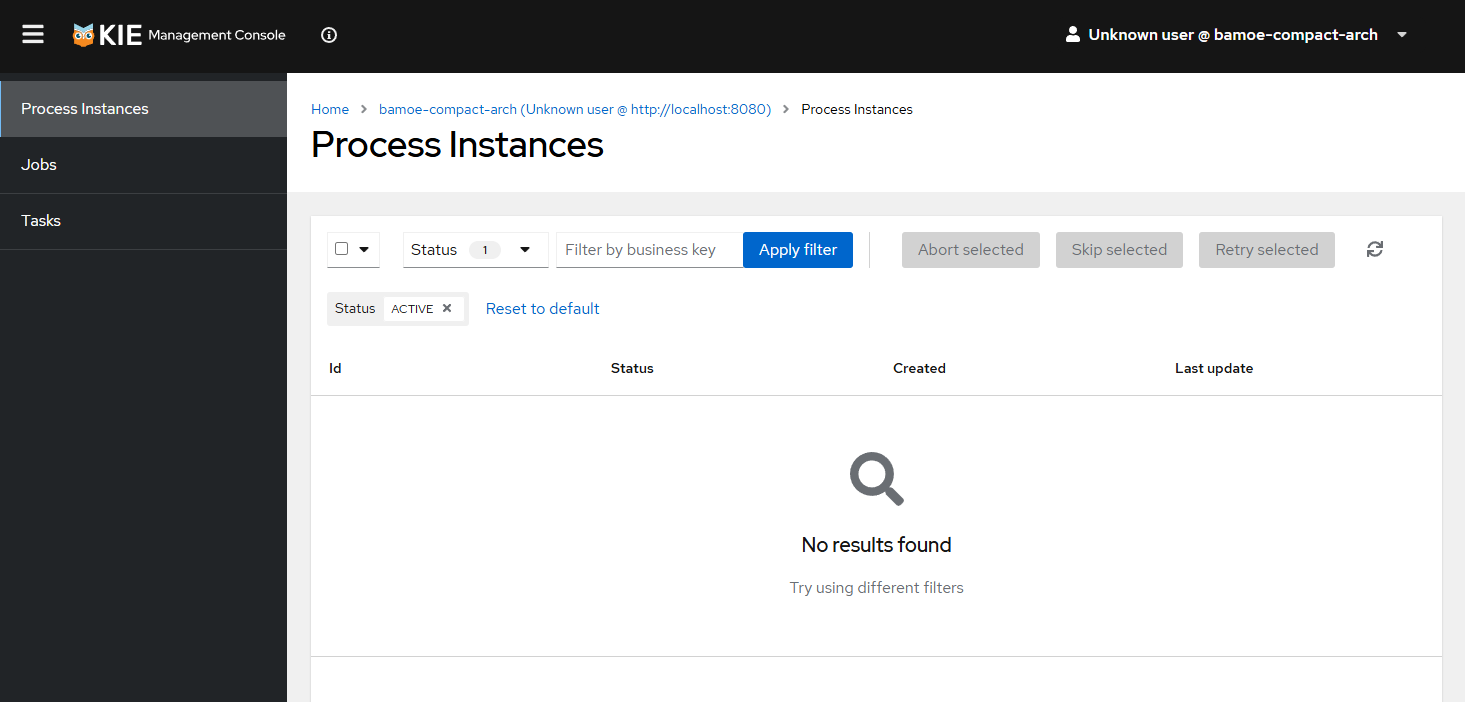 KIE Management Console
Unknown user @ bamoe-compact-arch
Process Instances
Jobs
Tasks
Home > bamoe-compact-arch (Unknown user @ http://localhost:8080) > Process Instances
Process Instances
Status 1 Filter by business key Apply filter Abort selected Skip selected Retry selected
Status ACTIVE × Reset to default
Id Status Created Last update
No results found
Try using different filters